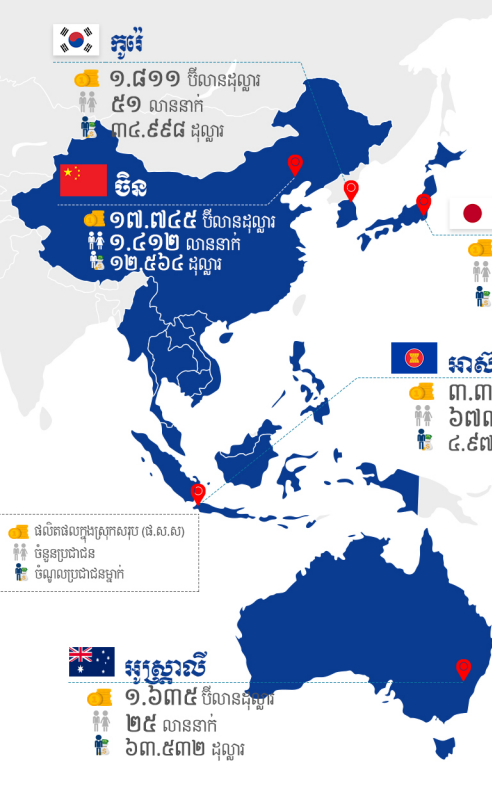 កូរ៉េ
១.៨១១ ប៊ីលានដុល្លារ
៥១ លាននាក់
៣៤.៩៩៨ ដុល្លារ
ចិន
១៧.៧៤៥ ប៊ីលានដុល្លារ
១.៤១២ លាននាក់
១២.៥៦៤ ដុល្លារ
ផលិតផលក្នុងស្រុកសរុប (ផ.ស.ស)
ចំនួនប្រជាជន
ចំណូលប្រជាជនម្នាក់
អូស្ត្រាលី
១.៦៣៥ ប៊ីលានដុល្លារ
២៥ លាននាក់
៦៣.៥៣២ ដុល្លារ